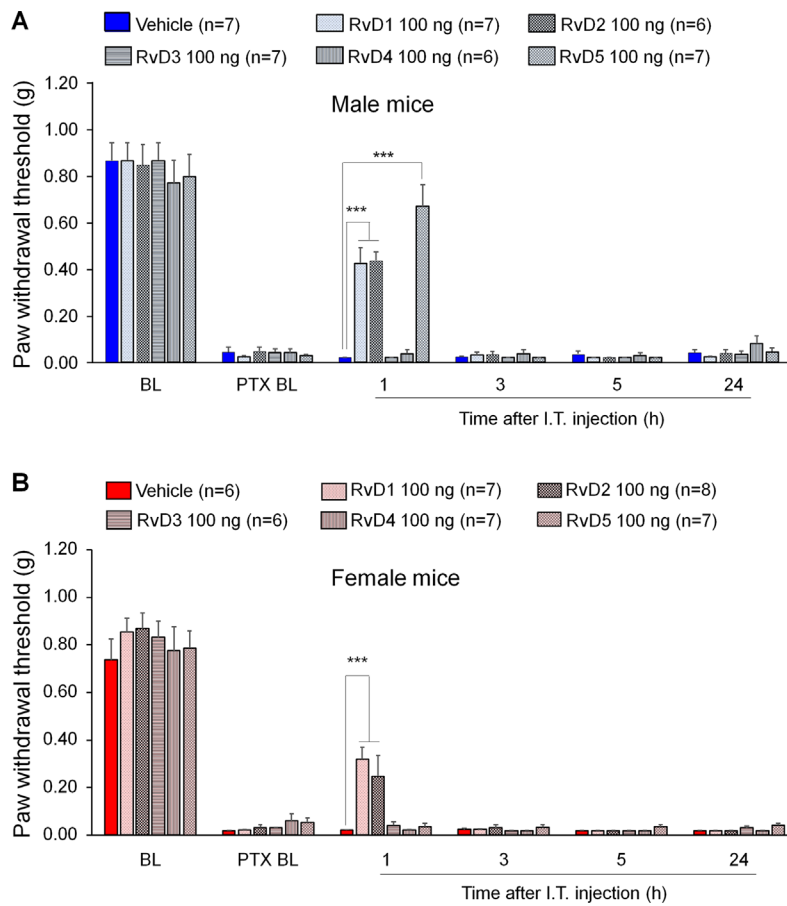 A
Vehicle (n=7) RvD1 100 ng (n=7) RvD2 100 ng (n=6)
RvD3 100 ng (n=7) RvD4 100 ng (n=6) RvD5 100 ng (n=7)
Paw withdrawal threshold (g)
1.20
Male mice
1.00
***
0.80
***
0.60
0.40
0.20
0.00
BL PTX BL 1 3 5 24
Time after I.T. injection (h)
B
Vehicle (n=6) RvD1 100 ng (n=7) RvD2 100 ng (n=8)
RvD3 100 ng (n=6) RvD4 100 ng (n=7) RvD5 100 ng (n=7)
Paw withdrawal threshold (g)
1.20
Female mice
1.00
0.80
***
0.60
0.40
0.20
0.00
BL PTX BL 1 3 5 24
Time after I.T. injection (h)